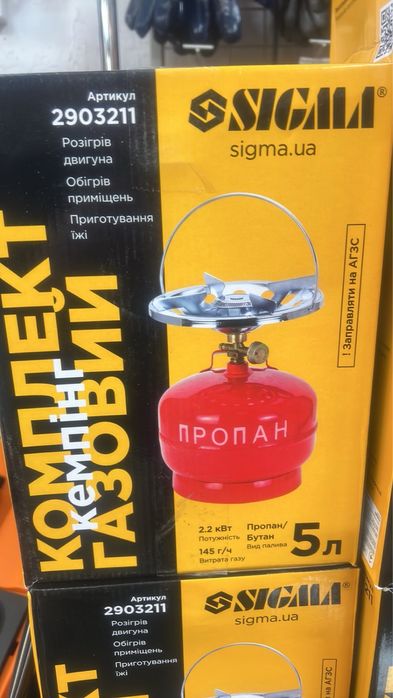 Артикул
2903211
Розігрів
двигуна
Обігрів
приміщень
Приготування
їжі
SIGMA®
sigma.ua
КОМПЛЕКТ
кемпінг
ГАЗОВИЙ
! Заправляти на АГЗС
ПРОПАН
2.2 кВт
Потужність
145 г/ч
Витрата газу
Пропан/
Бутан
Вид палива
5л
Артикул
2903211
Розігрів
двигуна
Обігрів
приміщень
Приготування
їжі
SIGMA®
sigma.ua
на АГЗС